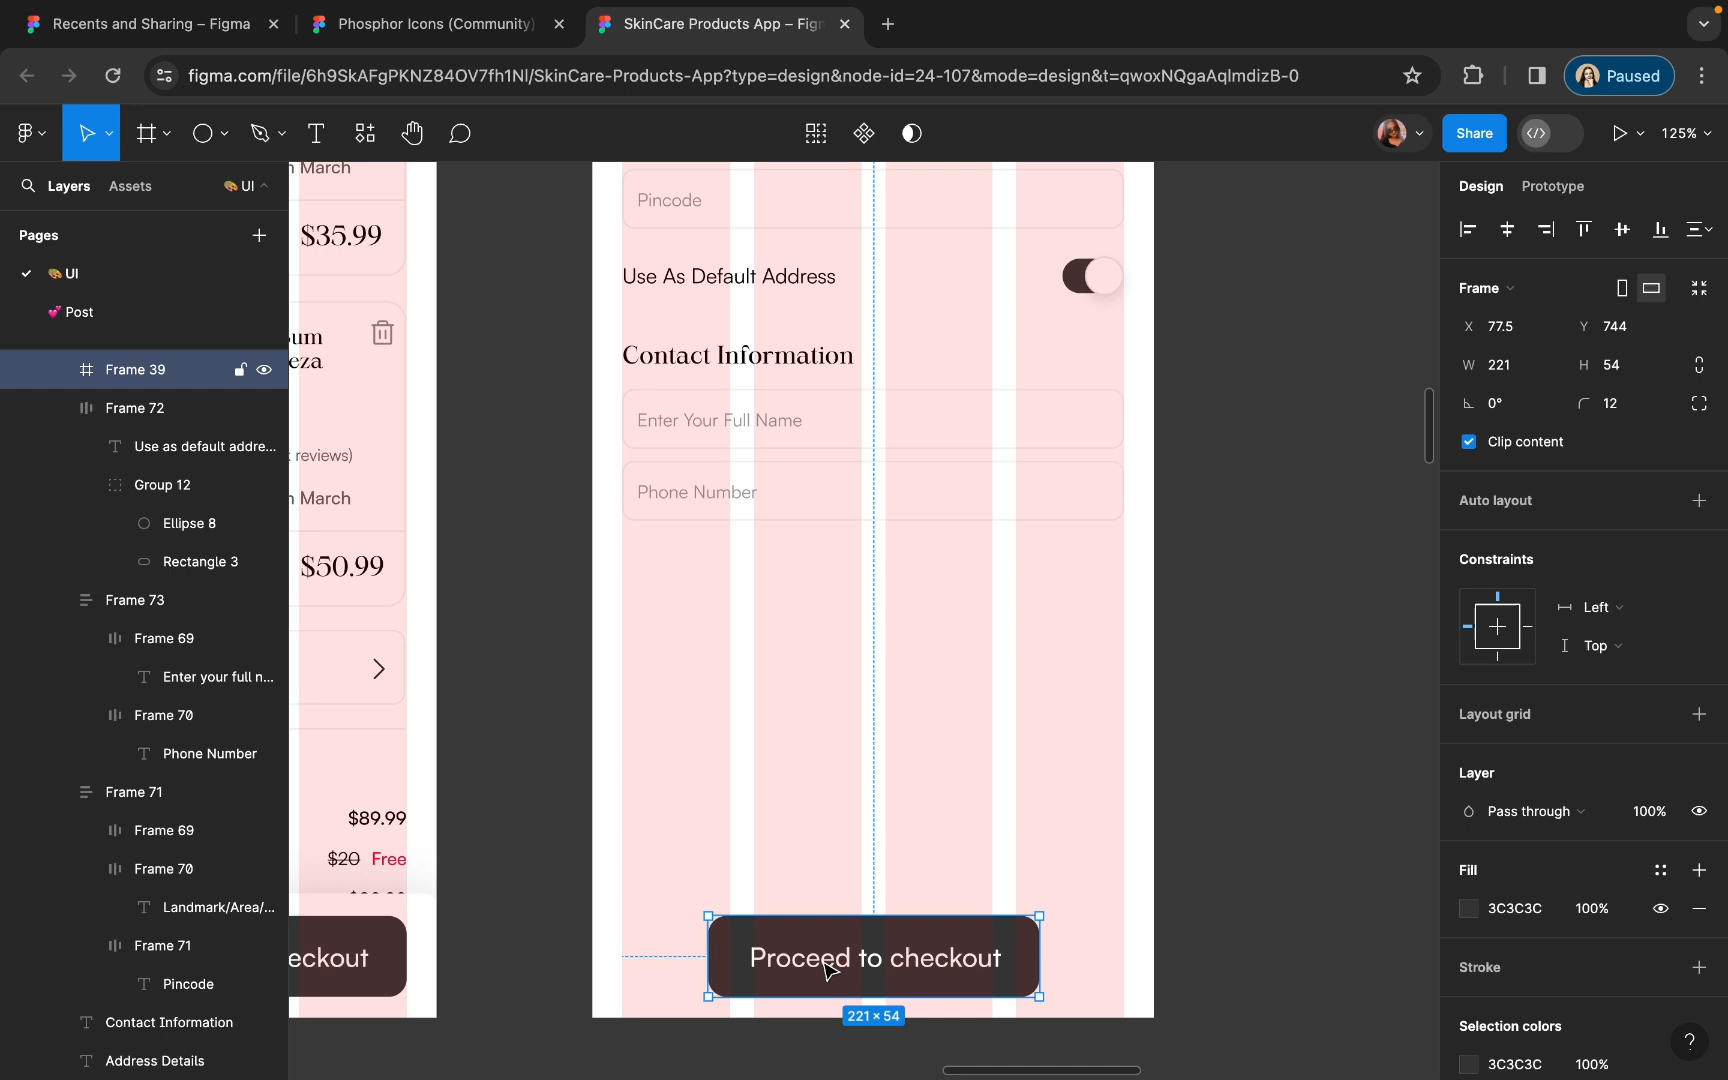 Recents and Sharing – Figma
Phosphor Icons (Community)
SkinCare Products App – Figm
figma.com/file/6h9SkAFgPKNZ84OV7fh1Nl/SkinCare-Products-App?type=design&node-id=24-107&mode=design&t=qwoxNQgaAqlmdizB-0
Paused
Share
125%
Layers
Assets
UI
Pages
UI
Post
Frame 39
Frame 72
Use as default addre...
Group 12
Ellipse 8
Rectangle 3
Frame 73
Frame 69
Enter your full n...
Frame 70
Phone Number
Frame 71
Frame 69
Frame 70
Landmark/Area/...
Frame 71
Pincode
Contact Information
Address Details
March
$35.99
eza
reviews)
March
$50.99
$89.99
$20 Free
eckout
Pincode
Use As Default Address
Contact Information
Enter Your Full Name
Phone Number
Proceed to checkout
221 × 54
Design
Prototype
Frame
X 77.5
Y 744
W 221
H 54
0°
12
Clip content
Auto layout
Constraints
Left
Top
Layout grid
Layer
Pass through
100%
Fill
3C3C3C
100%
Stroke
Selection colors
3C3C3C
100%
?